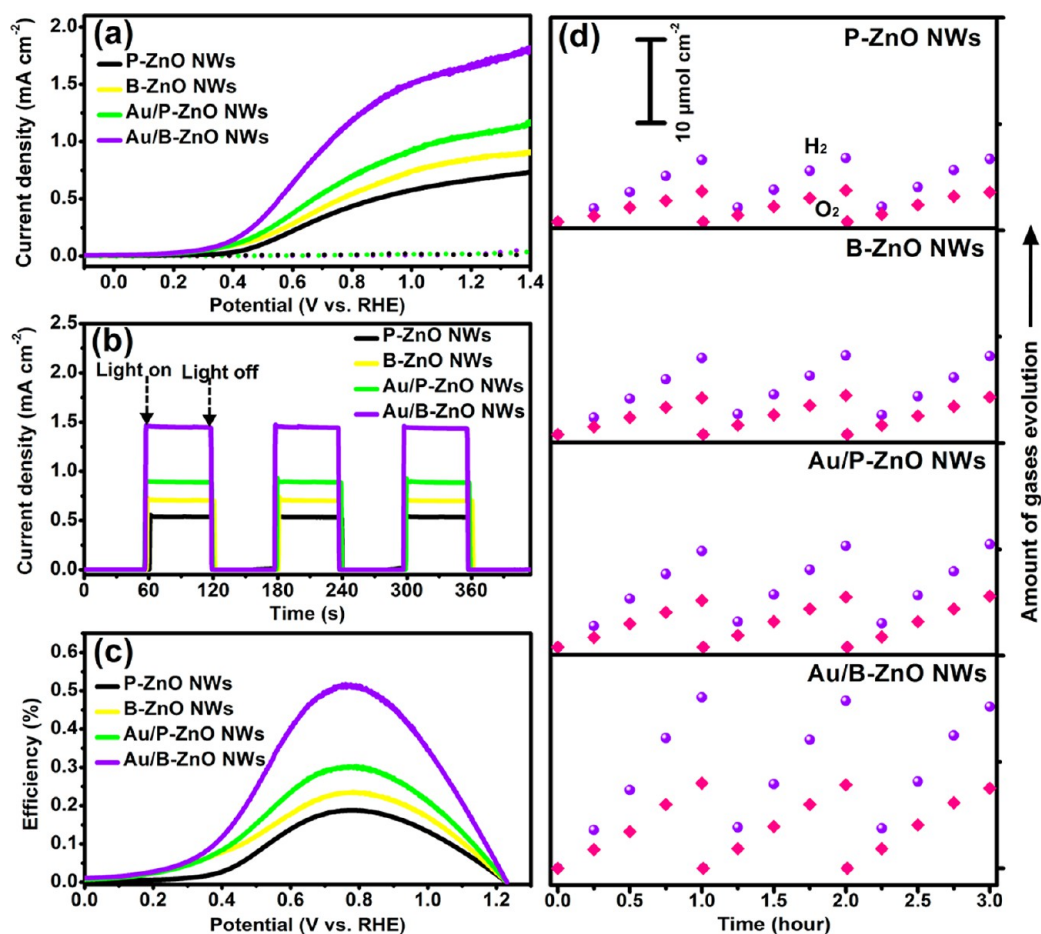 (a)
P-ZnO NWs
B-ZnO NWs
Au/P-ZnO NWs
Au/B-ZnO NWs
Current density (mA cm⁻²)
2.0
1.5
1.0
0.5
0.0
0.0 0.2 0.4 0.6 0.8 1.0 1.2 1.4
Potential (V vs. RHE)
(b)
P-ZnO NWs
B-ZnO NWs
Au/P-ZnO NWs
Au/B-ZnO NWs
Light on
Light off
Current density (mA cm⁻²)
2.5
2.0
1.5
1.0
0.5
0.0
0 60 120 180 240 300 360
Time (s)
(c)
P-ZnO NWs
B-ZnO NWs
Au/P-ZnO NWs
Au/B-ZnO NWs
Efficiency (%)
0.6
0.5
0.4
0.3
0.2
0.1
0.0
0.0 0.2 0.4 0.6 0.8 1.0 1.2
Potential (V vs. RHE)
(d)
P-ZnO NWs
10 μmol cm⁻²
H₂
O₂
B-ZnO NWs
Au/P-ZnO NWs
Au/B-ZnO NWs
Amount of gases evolution
0.0 0.5 1.0 1.5 2.0 2.5 3.0
Time (hour)